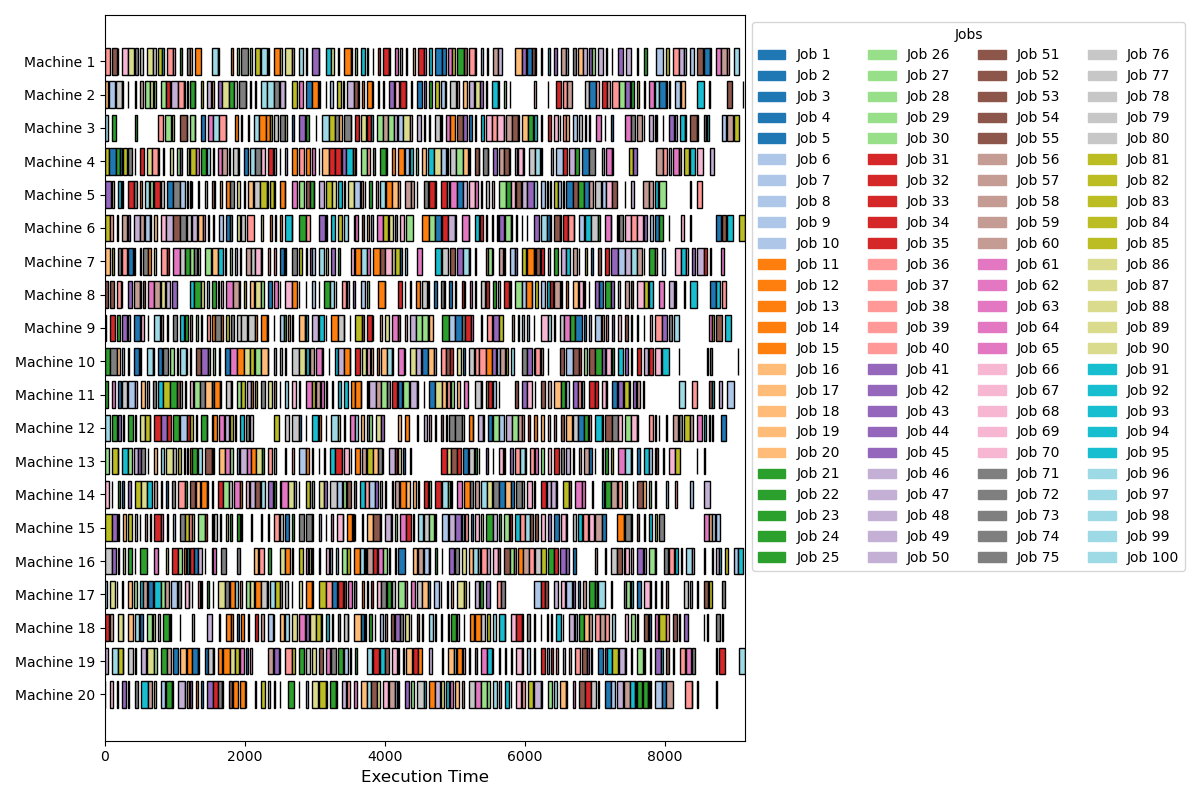 Machine 1
Machine 2
Machine 3
Machine 4
Machine 5
Machine 6
Machine 7
Machine 8
Machine 9
Machine 10
Machine 11
Machine 12
Machine 13
Machine 14
Machine 15
Machine 16
Machine 17
Machine 18
Machine 19
Machine 20
0 2000 4000 6000 8000
Execution Time
Jobs
Job 1 Job 26 Job 51 Job 76
Job 2 Job 27 Job 52 Job 77
Job 3 Job 28 Job 53 Job 78
Job 4 Job 29 Job 54 Job 79
Job 5 Job 30 Job 55 Job 80
Job 6 Job 31 Job 56 Job 81
Job 7 Job 32 Job 57 Job 82
Job 8 Job 33 Job 58 Job 83
Job 9 Job 34 Job 59 Job 84
Job 10 Job 35 Job 60 Job 85
Job 11 Job 36 Job 61 Job 86
Job 12 Job 37 Job 62 Job 87
Job 13 Job 38 Job 63 Job 88
Job 14 Job 39 Job 64 Job 89
Job 15 Job 40 Job 65 Job 90
Job 16 Job 41 Job 66 Job 91
Job 17 Job 42 Job 67 Job 92
Job 18 Job 43 Job 68 Job 93
Job 19 Job 44 Job 69 Job 94
Job 20 Job 45 Job 70 Job 95
Job 21 Job 46 Job 71 Job 96
Job 22 Job 47 Job 72 Job 97
Job 23 Job 48 Job 73 Job 98
Job 24 Job 49 Job 74 Job 99
Job 25 Job 50 Job 75 Job 100